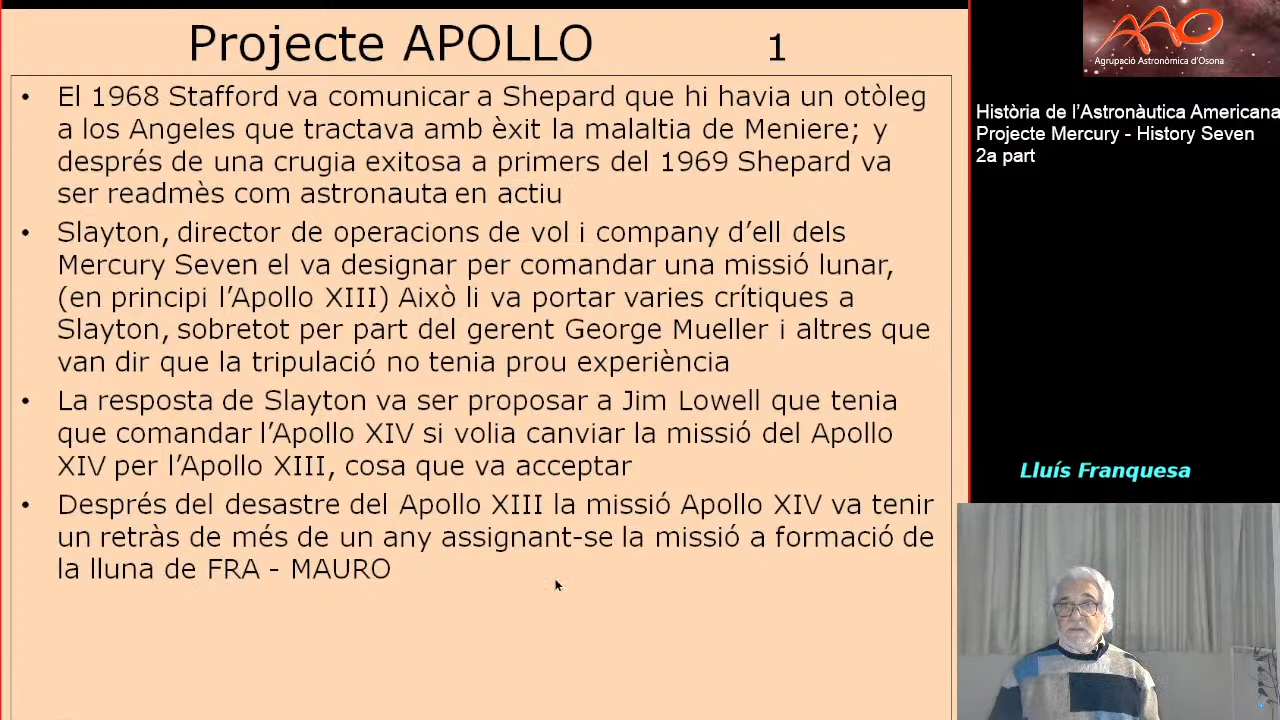 Projecte APOLLO 1
• El 1968 Stafford va comunicar a Shepard que hi havia un otòleg
a los Angeles que tractava amb èxit la malaltia de Meniere; y
després de una crugia exitosa a primers del 1969 Shepard va
ser readmès com astronauta en actiu
• Slayton, director de operacions de vol i company d’ell dels
Mercury Seven el va designar per comandar una missió lunar,
(en principi l’Apollo XIII) Això li va portar varies crítiques a
Slayton, sobretot per part del gerent George Mueller i altres que
van dir que la tripulació no tenia prou experiència
• La resposta de Slayton va ser proposar a Jim Lowell que tenia
que comandar l’Apollo XIV si volia canviar la missió del Apollo
XIV per l’Apollo XIII, cosa que va acceptar
• Després del desastre del Apollo XIII la missió Apollo XIV va tenir
un retràs de més de un any assignant-se la missió a formació de
la lluna de FRA - MAURO
AAO
Agrupació Astronòmica d’Osona
Història de l’Astronàutica Americana
Projecte Mercury - History Seven
2a part
Lluís Franquesa